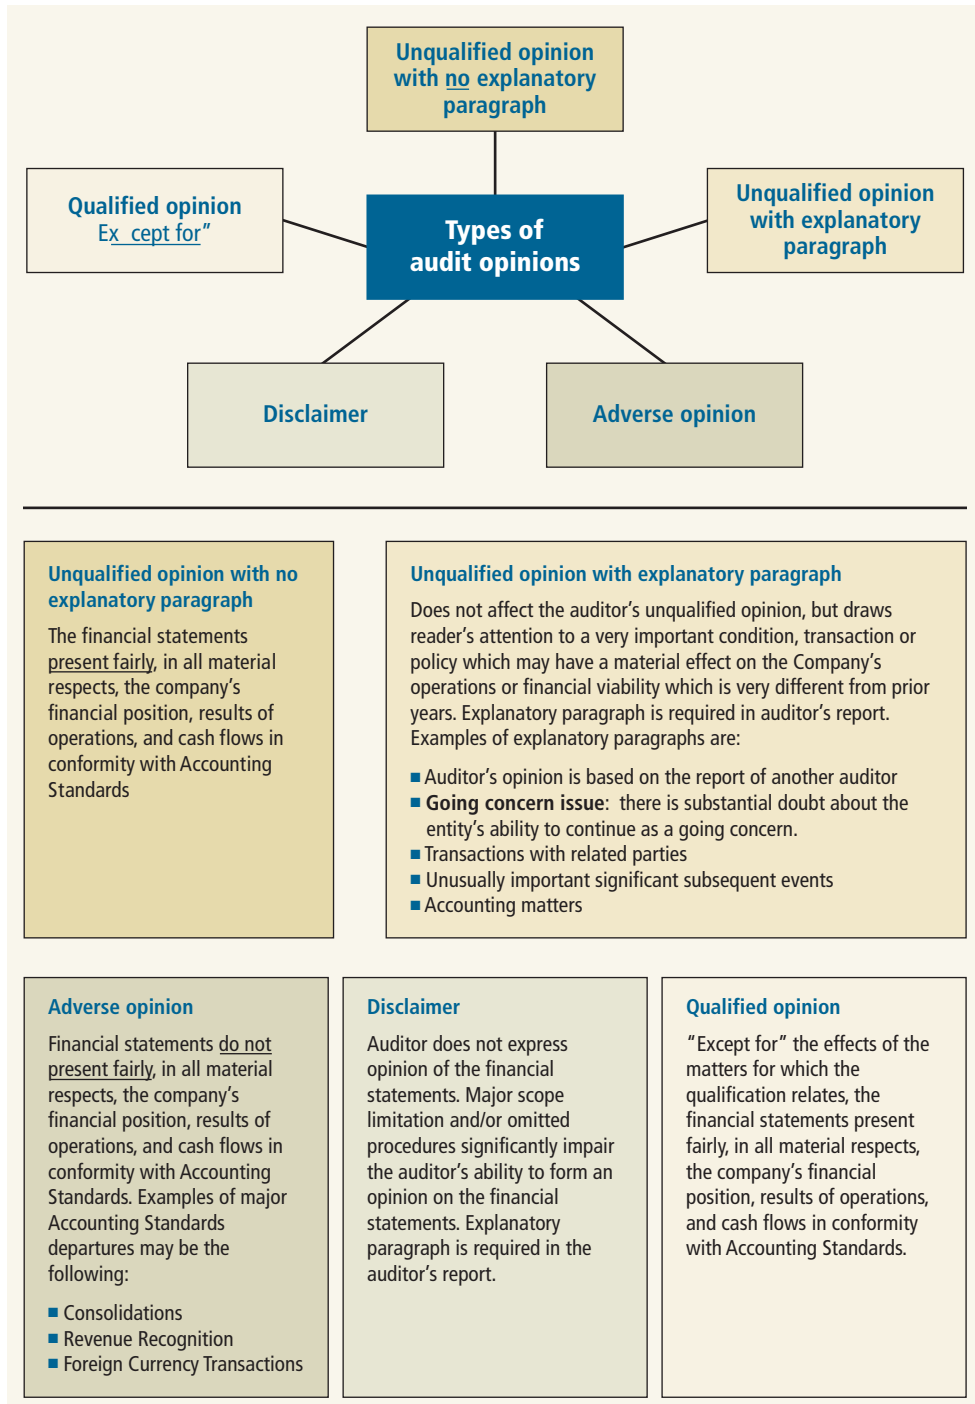 Unqualified opinion
with no explanatory
paragraph
Qualified opinion
Ex cept for”
Types of
audit opinions
Unqualified opinion
with explanatory
paragraph
Disclaimer
Adverse opinion
Unqualified opinion with no
explanatory paragraph
The financial statements
present fairly, in all material
respects, the company’s
financial position, results of
operations, and cash flows in
conformity with Accounting
Standards
Unqualified opinion with explanatory paragraph
Does not affect the auditor’s unqualified opinion, but draws
reader’s attention to a very important condition, transaction or
policy which may have a material effect on the Company’s
operations or financial viability which is very different from prior
years. Explanatory paragraph is required in auditor’s report.
Examples of explanatory paragraphs are:
■ Auditor’s opinion is based on the report of another auditor
■ Going concern issue: there is substantial doubt about the
entity’s ability to continue as a going concern.
■ Transactions with related parties
■ Unusually important significant subsequent events
■ Accounting matters
Adverse opinion
Financial statements do not
present fairly, in all material
respects, the company’s
financial position, results of
operations, and cash flows in
conformity with Accounting
Standards. Examples of major
Accounting Standards
departures may be the
following:
■ Consolidations
■ Revenue Recognition
■ Foreign Currency Transactions
Disclaimer
Auditor does not express
opinion of the financial
statements. Major scope
limitation and/or omitted
procedures significantly impair
the auditor’s ability to form an
opinion on the financial
statements. Explanatory
paragraph is required in the
auditor’s report.
Qualified opinion
“Except for” the effects of the
matters for which the
qualification relates, the
financial statements present
fairly, in all material respects,
the company’s financial
position, results of operations,
and cash flows in conformity
with Accounting Standards.